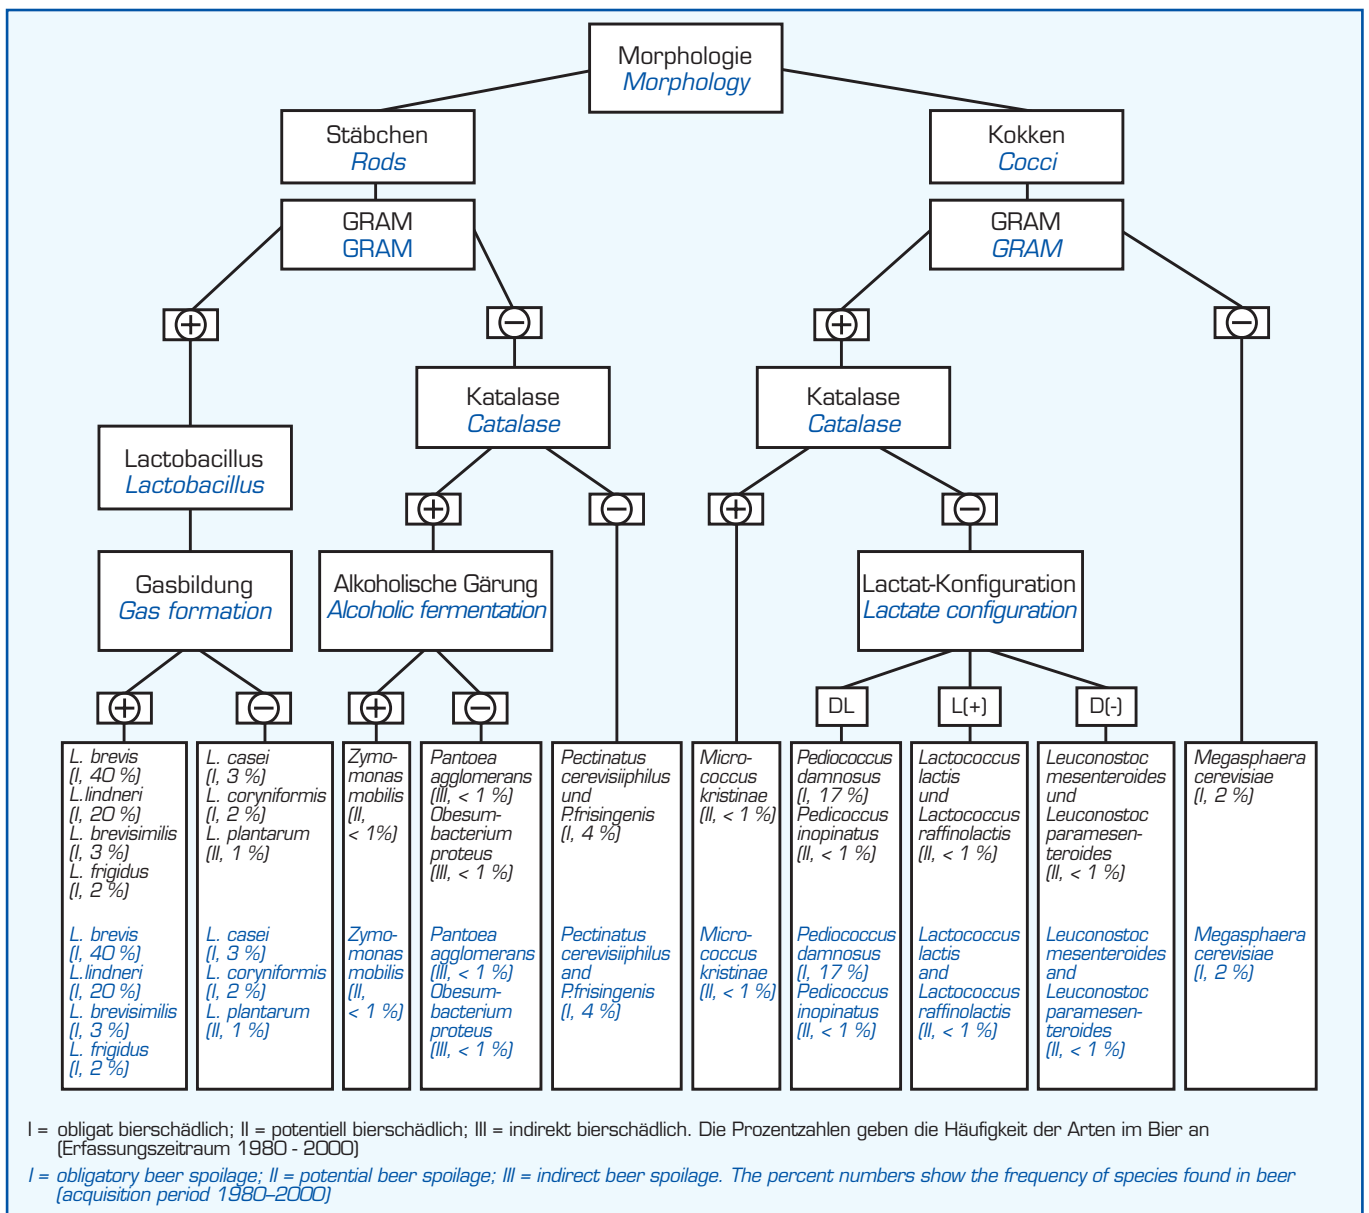 Morphologie
Morphology
Stäbchen
Rods
Kokken
Cocci
GRAM
GRAM
GRAM
GRAM
+
−
+
−
Katalase
Catalase
Katalase
Catalase
Lactobacillus
Lactobacillus
+
−
+
−
Gasbildung
Gas formation
Alkoholische Gärung
Alcoholic fermentation
Lactat-Konfiguration
Lactate configuration
+
−
+
−
DL
L(+)
D(-)
L. brevis
(I, 40 %)
L.lindneri
(I, 20 %)
L. brevisimilis
(I, 3 %)
L. frigidus
(I, 2 %)
L. brevis
(I, 40 %)
L.lindneri
(I, 20 %)
L. brevisimilis
(I, 3 %)
L. frigidus
(I, 2 %)
L. casei
(I, 3 %)
L. coryniformis
(I, 2 %)
L. plantarum
(II, 1 %)
L. casei
(I, 3 %)
L. coryniformis
(I, 2 %)
L. plantarum
(II, 1 %)
Zymo-
monas
mobilis
(II,
< 1%)
Zymo-
monas
mobilis
(II,
< 1 %)
Pantoea
agglomerans
(III, < 1 %)
Obesum-
bacterium
proteus
(III, < 1 %)
Pantoea
agglomerans
(III, < 1 %)
Obesum-
bacterium
proteus
(III, < 1 %)
Pectinatus
cerevisiiphilus
und
P.frisingenis
(I, 4 %)
Pectinatus
cerevisiiphilus
and
P.frisingenis
(I, 4 %)
Micro-
coccus
kristinae
(II, < 1 %)
Micro-
coccus
kristinae
(II, < 1 %)
Pediococcus
damnosus
(I, 17 %)
Pedicoccus
inopinatus
(II, < 1 %)
Pediococcus
damnosus
(I, 17 %)
Pedicoccus
inopinatus
(II, < 1 %)
Lactococcus
lactis
und
Lactococcus
raffinolactis
(II, < 1 %)
Lactococcus
lactis
and
Lactococcus
raffinolactis
(II, < 1 %)
Leuconostoc
mesenteroides
und
Leuconostoc
paramesen-
teroides
(II, < 1 %)
Leuconostoc
mesenteroides
and
Leuconostoc
paramesen-
teroides
(II, < 1 %)
Megasphaera
cerevisiae
(I, 2 %)
Megasphaera
cerevisiae
(I, 2 %)
I = obligat bierschädlich; II = potentiell bierschädlich; III = indirekt bierschädlich. Die Prozentzahlen geben die Häufigkeit der Arten im Bier an
(Erfassungszeitraum 1980 - 2000)
I = obligatory beer spoilage; II = potential beer spoilage; III = indirect beer spoilage. The percent numbers show the frequency of species found in beer
(acquisition period 1980–2000)